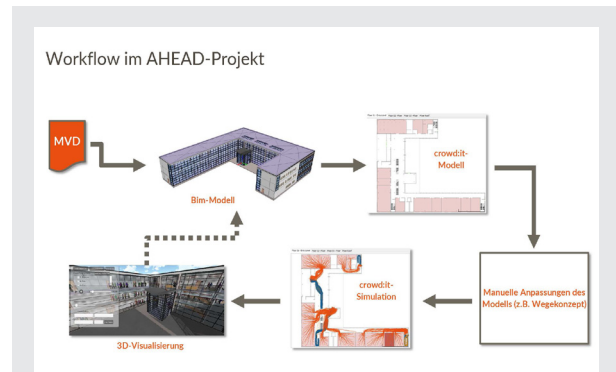 Workflow im AHEAD-Projekt
MVD
Bim-Modell
crowd:it-
Modell
Manuelle Anpassungen des
Modells (z.B. Wegekonzept)
crowd:it-
Simulation
3D-Visualisierung